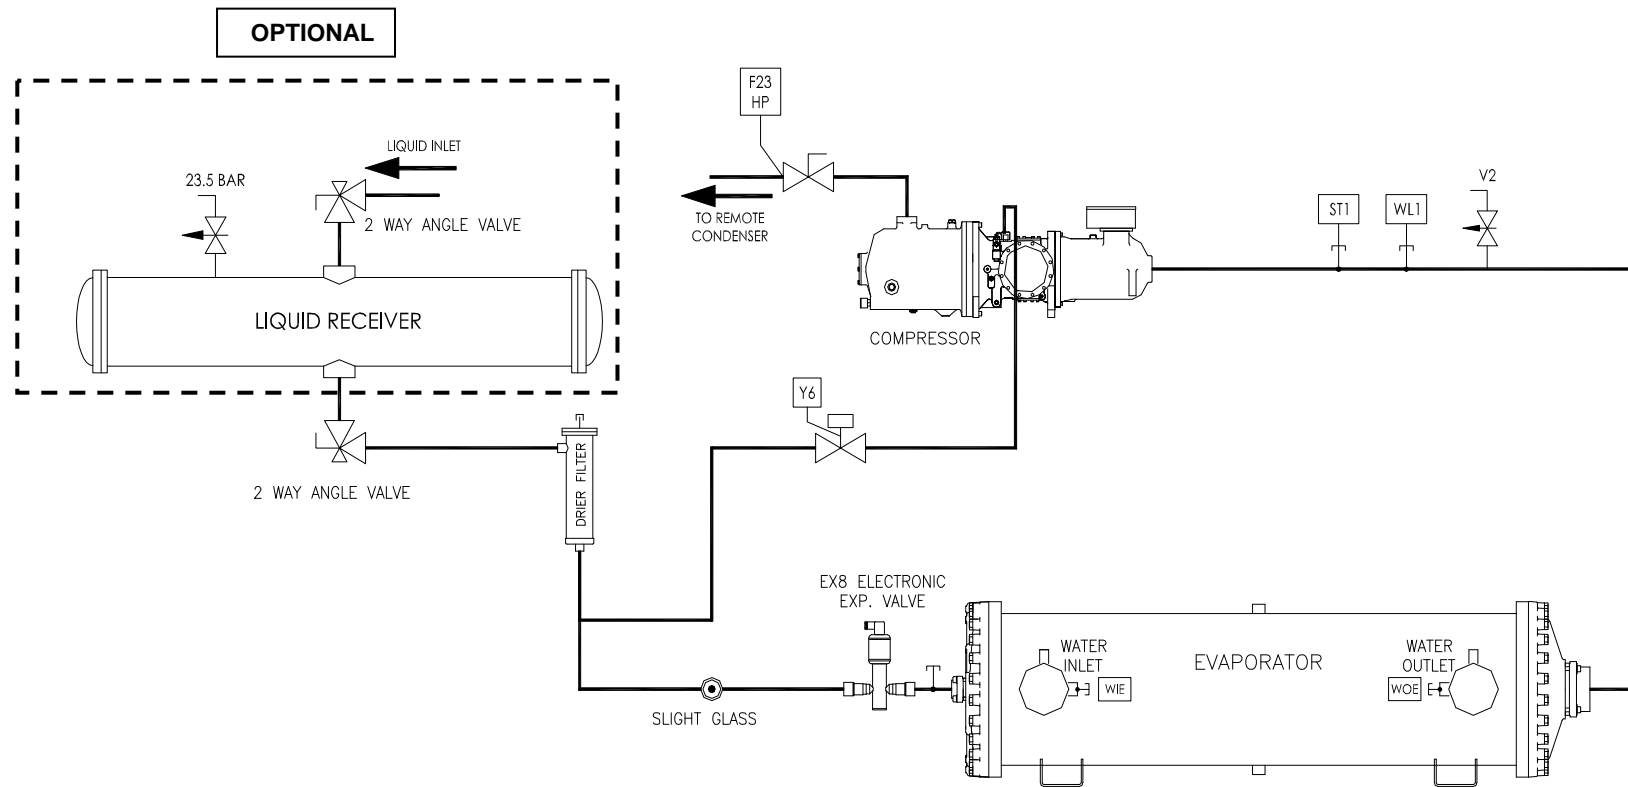 OPTIONAL
LIQUID INLET
23.5 BAR
2 WAY ANGLE VALVE
LIQUID RECEIVER
2 WAY ANGLE VALVE
DRIER FILTER
F23
HP
TO REMOTE
CONDENSER
COMPRESSOR
ST1
WL1
V2
Y6
EX8 ELECTRONIC
EXP. VALVE
SLIGHT GLASS
WATER
INLET
WIE
EVAPORATOR
WATER
OUTLET
WOE